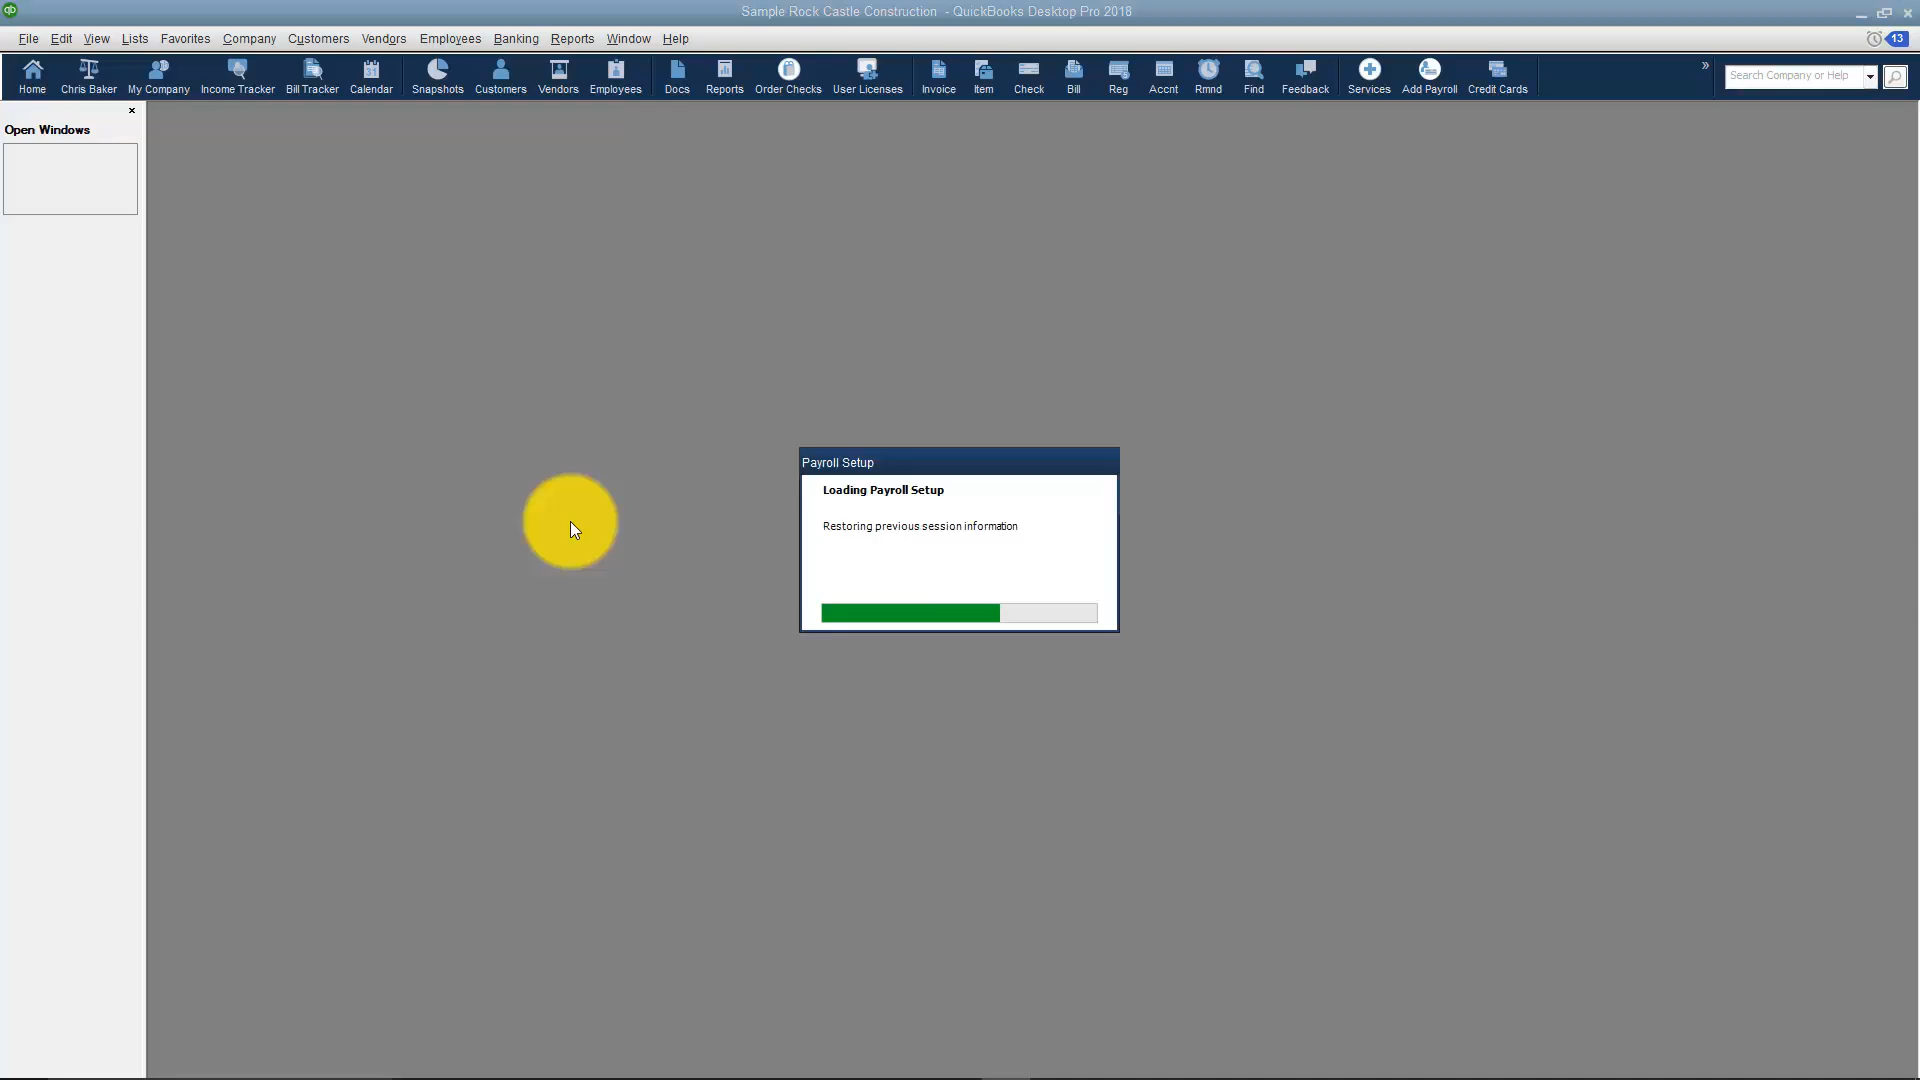 qb
Sample Rock Castle Construction - QuickBooks Desktop Pro 2018
File Edit View Lists Favorites Company Customers Vendors Employees Banking Reports Window Help
13
Home Chris Baker My Company Income Tracker Bill Tracker Calendar Snapshots Customers Vendors Employees Docs Reports Order Checks User Licenses Invoice Item Check Bill Reg Accnt Rmnd Find Feedback Services Add Payroll Credit Cards
31
»
Search Company or Help
Open Windows
Payroll Setup
Loading Payroll Setup
Restoring previous session information